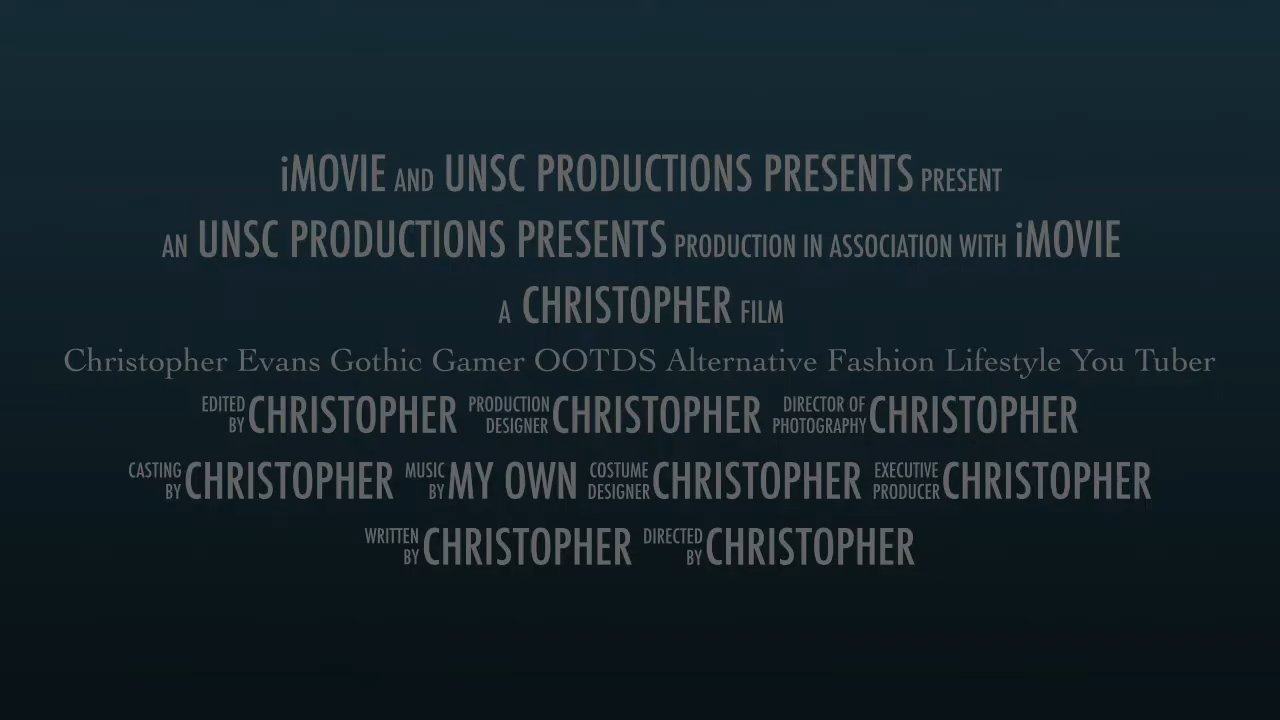 iMOVIE AND UNSC PRODUCTIONS PRESENTS PRESENT
AN UNSC PRODUCTIONS PRESENTS PRODUCTION IN ASSOCIATION WITH iMOVIE
A CHRISTOPHER FILM
Christopher Evans Gothic Gamer OOTDS Alternative Fashion Lifestyle You Tuber
EDITED BY CHRISTOPHER PRODUCTION DESIGNER CHRISTOPHER DIRECTOR OF PHOTOGRAPHY CHRISTOPHER
CASTING BY CHRISTOPHER MUSIC BY MY OWN COSTUME DESIGNER CHRISTOPHER EXECUTIVE PRODUCER CHRISTOPHER
WRITTEN BY CHRISTOPHER DIRECTED BY CHRISTOPHER